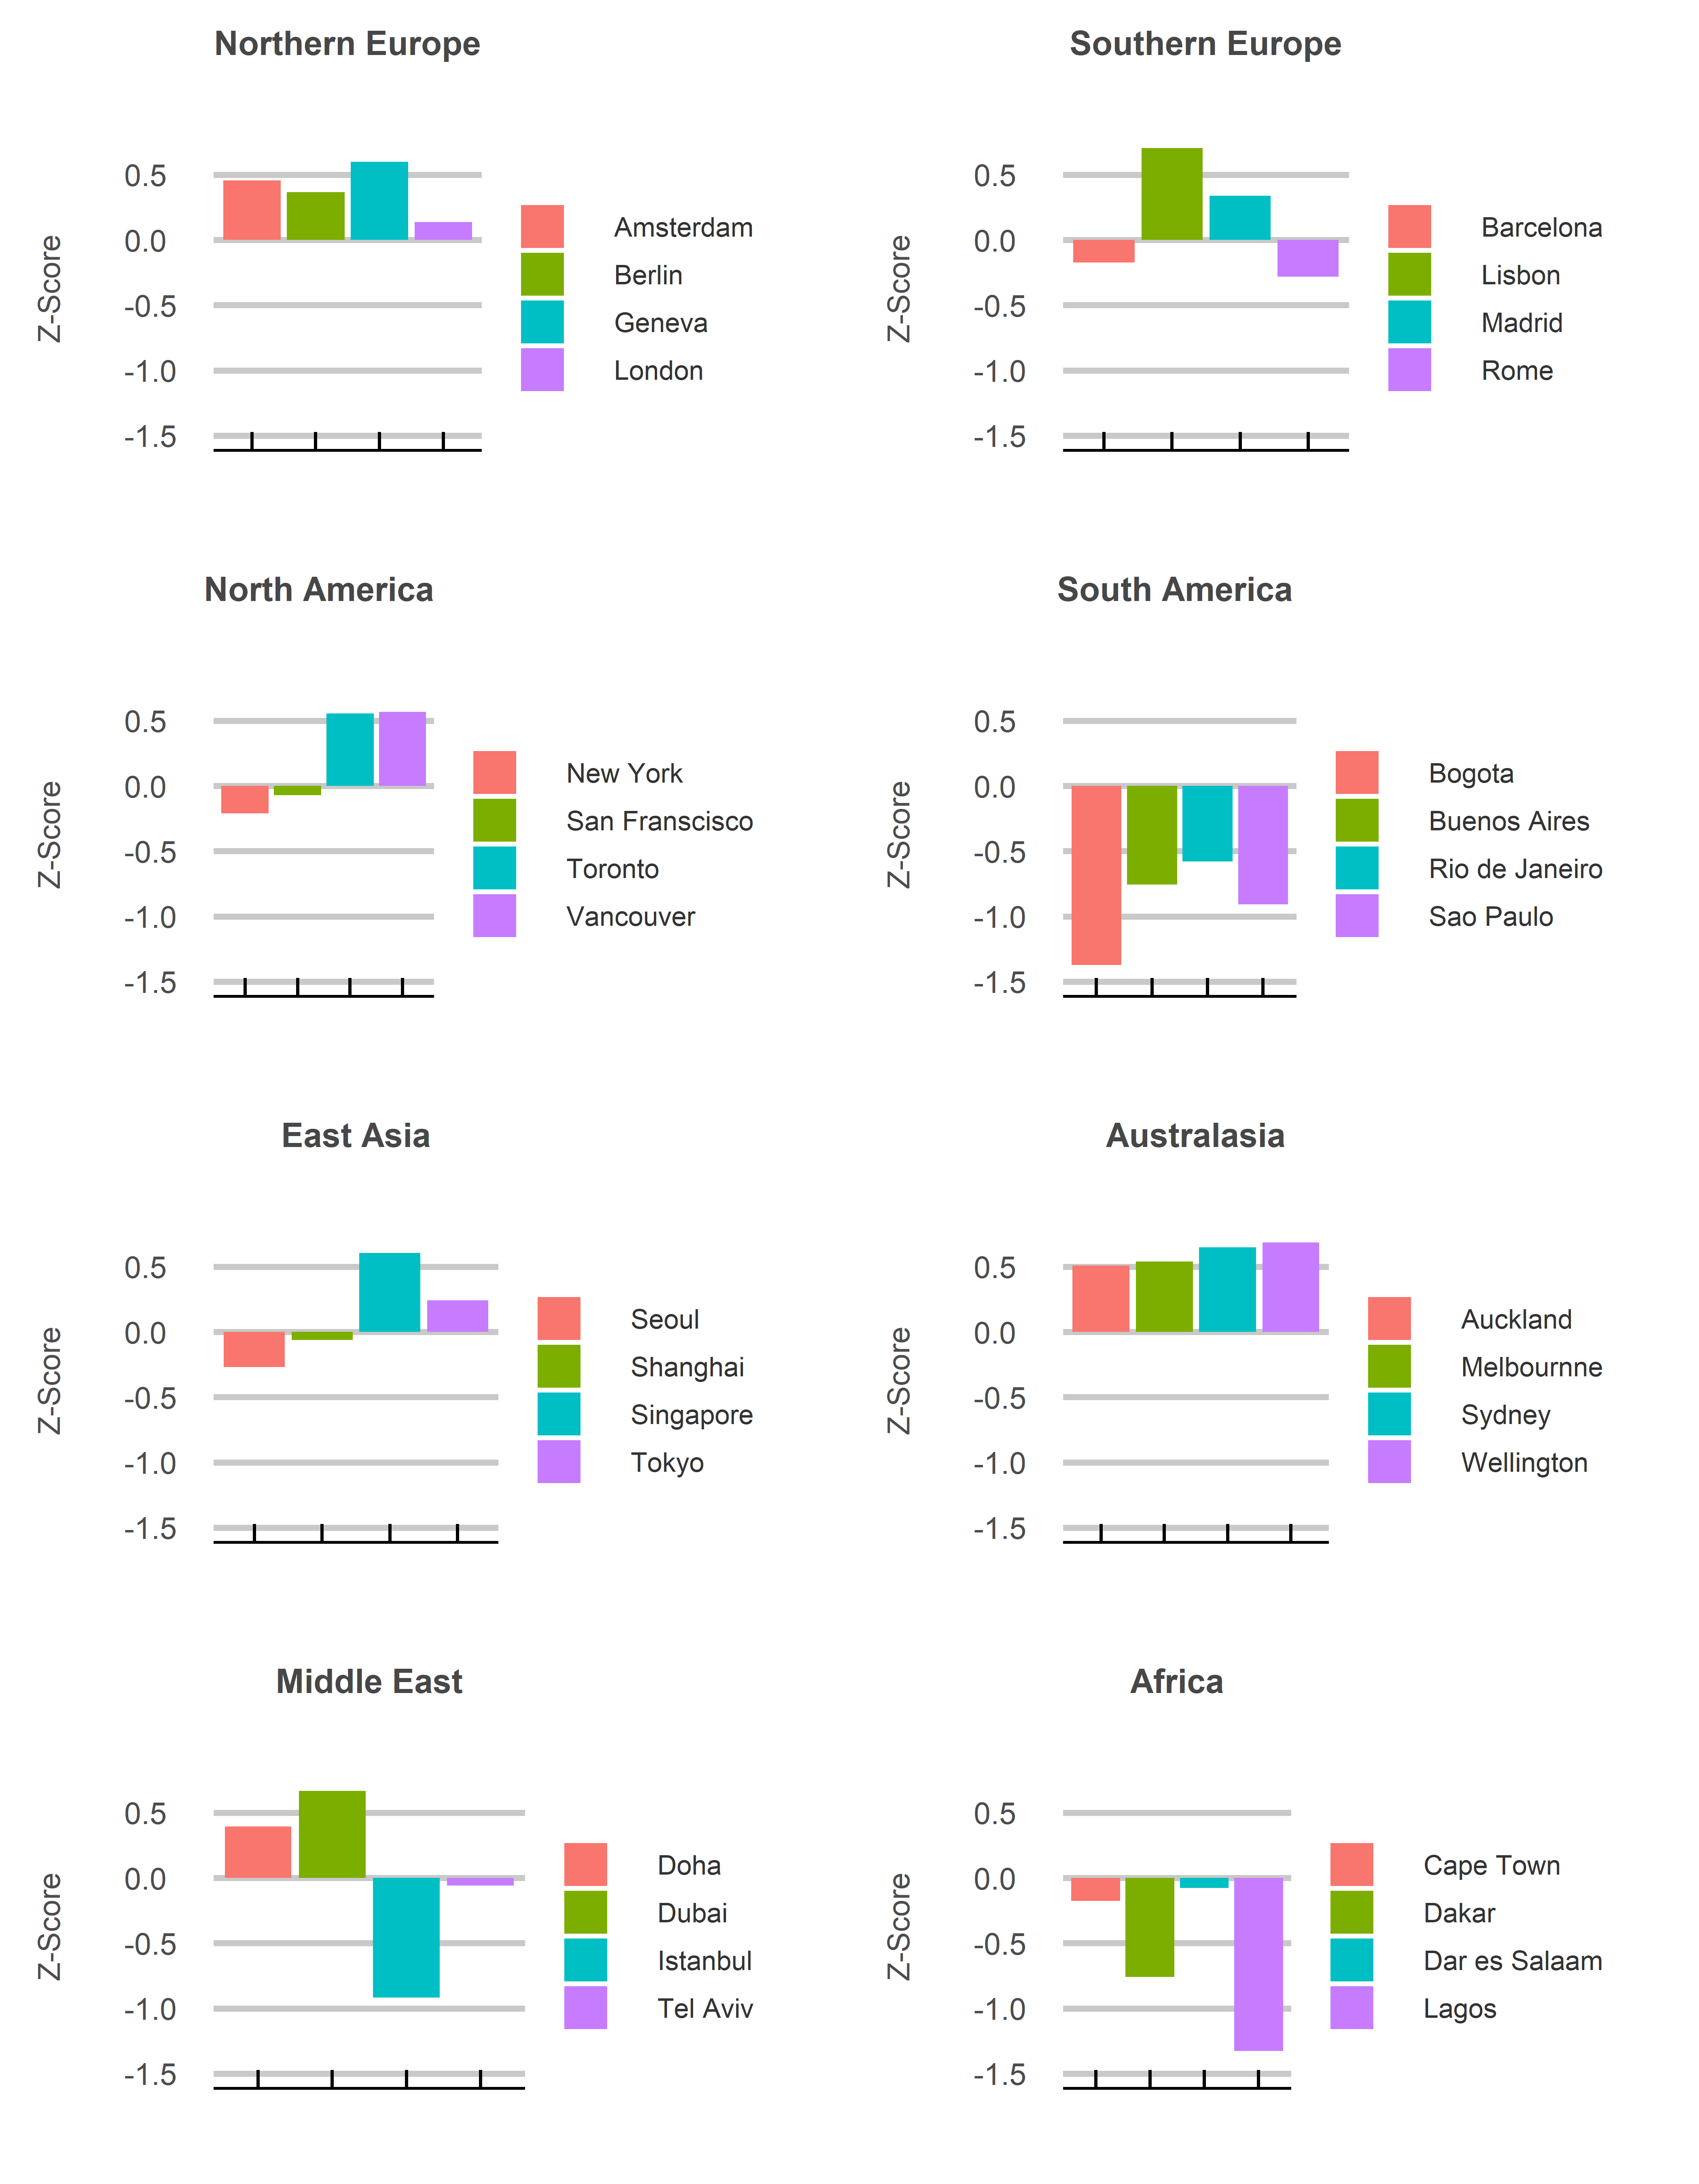 Northern Europe
Z-Score
0.5
0.0
-0.5
-1.0
-1.5
Amsterdam
Berlin
Geneva
London
Southern Europe
Z-Score
0.5
0.0
-0.5
-1.0
-1.5
Barcelona
Lisbon
Madrid
Rome
North America
Z-Score
0.5
0.0
-0.5
-1.0
-1.5
New York
San Franscisco
Toronto
Vancouver
South America
Z-Score
0.5
0.0
-0.5
-1.0
-1.5
Bogota
Buenos Aires
Rio de Janeiro
Sao Paulo
East Asia
Z-Score
0.5
0.0
-0.5
-1.0
-1.5
Seoul
Shanghai
Singapore
Tokyo
Australasia
Z-Score
0.5
0.0
-0.5
-1.0
-1.5
Auckland
Melbournne
Sydney
Wellington
Middle East
Z-Score
0.5
0.0
-0.5
-1.0
-1.5
Doha
Dubai
Istanbul
Tel Aviv
Africa
Z-Score
0.5
0.0
-0.5
-1.0
-1.5
Cape Town
Dakar
Dar es Salaam
Lagos